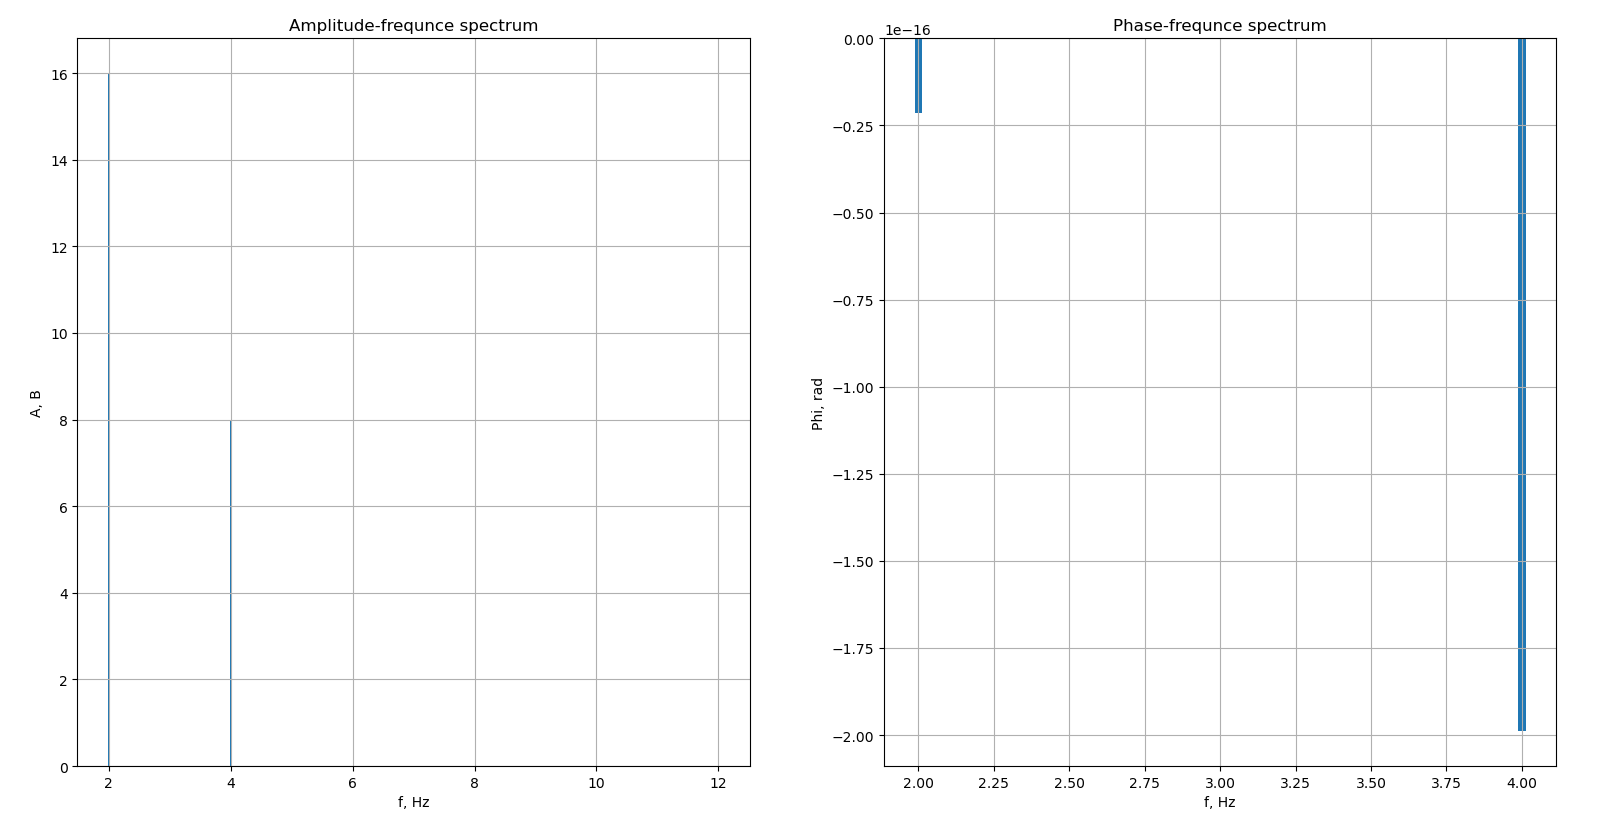 Amplitude-frequnce spectrum
16
14
12
10
8
6
4
2
0
A, B
2 4 6 8 10 12
f, Hz
Phase-frequnce spectrum
1e−16
0.00
−0.25
−0.50
−0.75
−1.00
−1.25
−1.50
−1.75
−2.00
Phi, rad
2.00 2.25 2.50 2.75 3.00 3.25 3.50 3.75 4.00
f, Hz